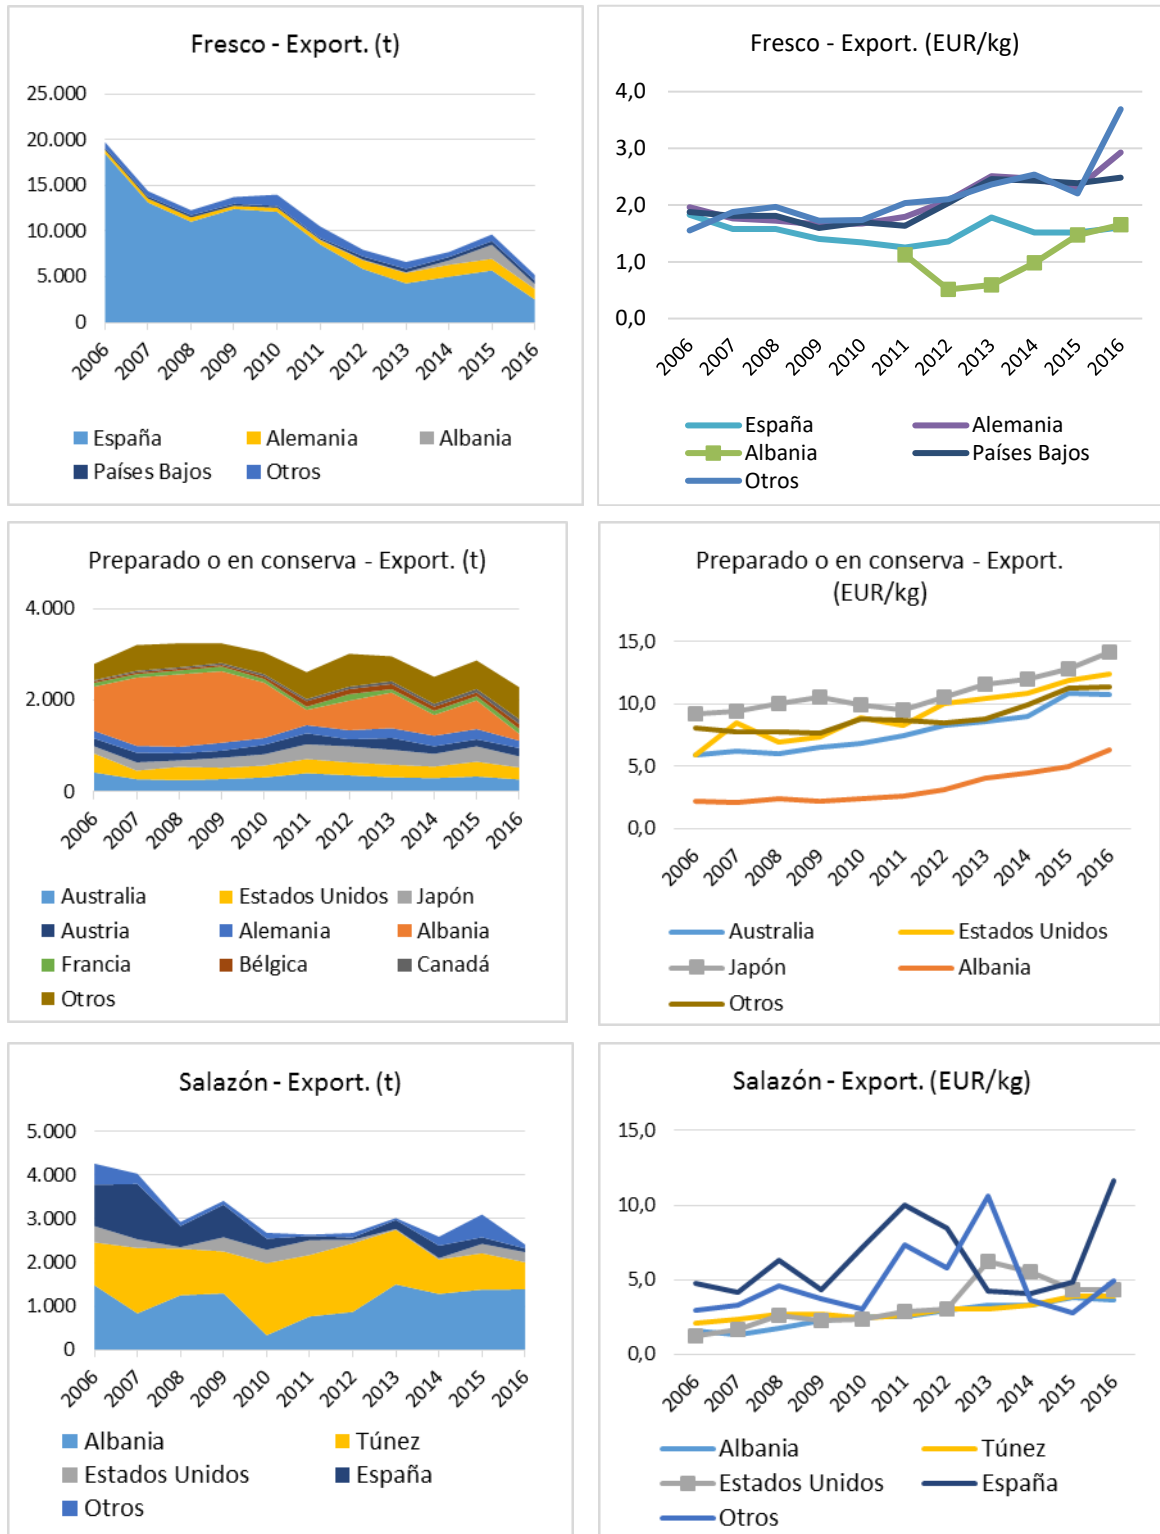 Fresco - Export. (t)
25.000
20.000
15.000
10.000
5.000
0
2006 2007 2008 2009 2010 2011 2012 2013 2014 2015 2016
España Alemania Albania
Países Bajos Otros
Fresco - Export. (EUR/kg)
4,0
3,0
2,0
1,0
0,0
2006 2007 2008 2009 2010 2011 2012 2013 2014 2015 2016
España Alemania
Albania Países Bajos
Otros
Preparado o en conserva - Export. (t)
4.000
2.000
0
2006 2007 2008 2009 2010 2011 2012 2013 2014 2015 2016
Australia Estados Unidos Japón
Austria Alemania Albania
Francia Bélgica Canadá
Otros
Preparado o en conserva - Export.
(EUR/kg)
15,0
10,0
5,0
0,0
2006 2007 2008 2009 2010 2011 2012 2013 2014 2015 2016
Australia Estados Unidos
Japón Albania
Otros
Salazón - Export. (t)
5.000
4.000
3.000
2.000
1.000
0
2006 2007 2008 2009 2010 2011 2012 2013 2014 2015 2016
Albania Túnez
Estados Unidos España
Otros
Salazón - Export. (EUR/kg)
15,0
10,0
5,0
0,0
2006 2007 2008 2009 2010 2011 2012 2013 2014 2015 2016
Albania Túnez
Estados Unidos España
Otros